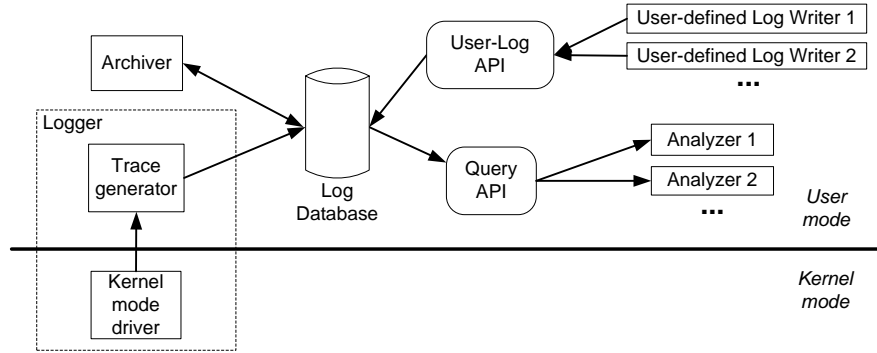 User-defined Log Writer 1
User-Log
API
User-defined Log Writer 2
...
Archiver
Logger
Trace
generator
Log
Database
Query
API
Analyzer 1
Analyzer 2
...
User
mode
Kernel
mode
driver
Kernel
mode